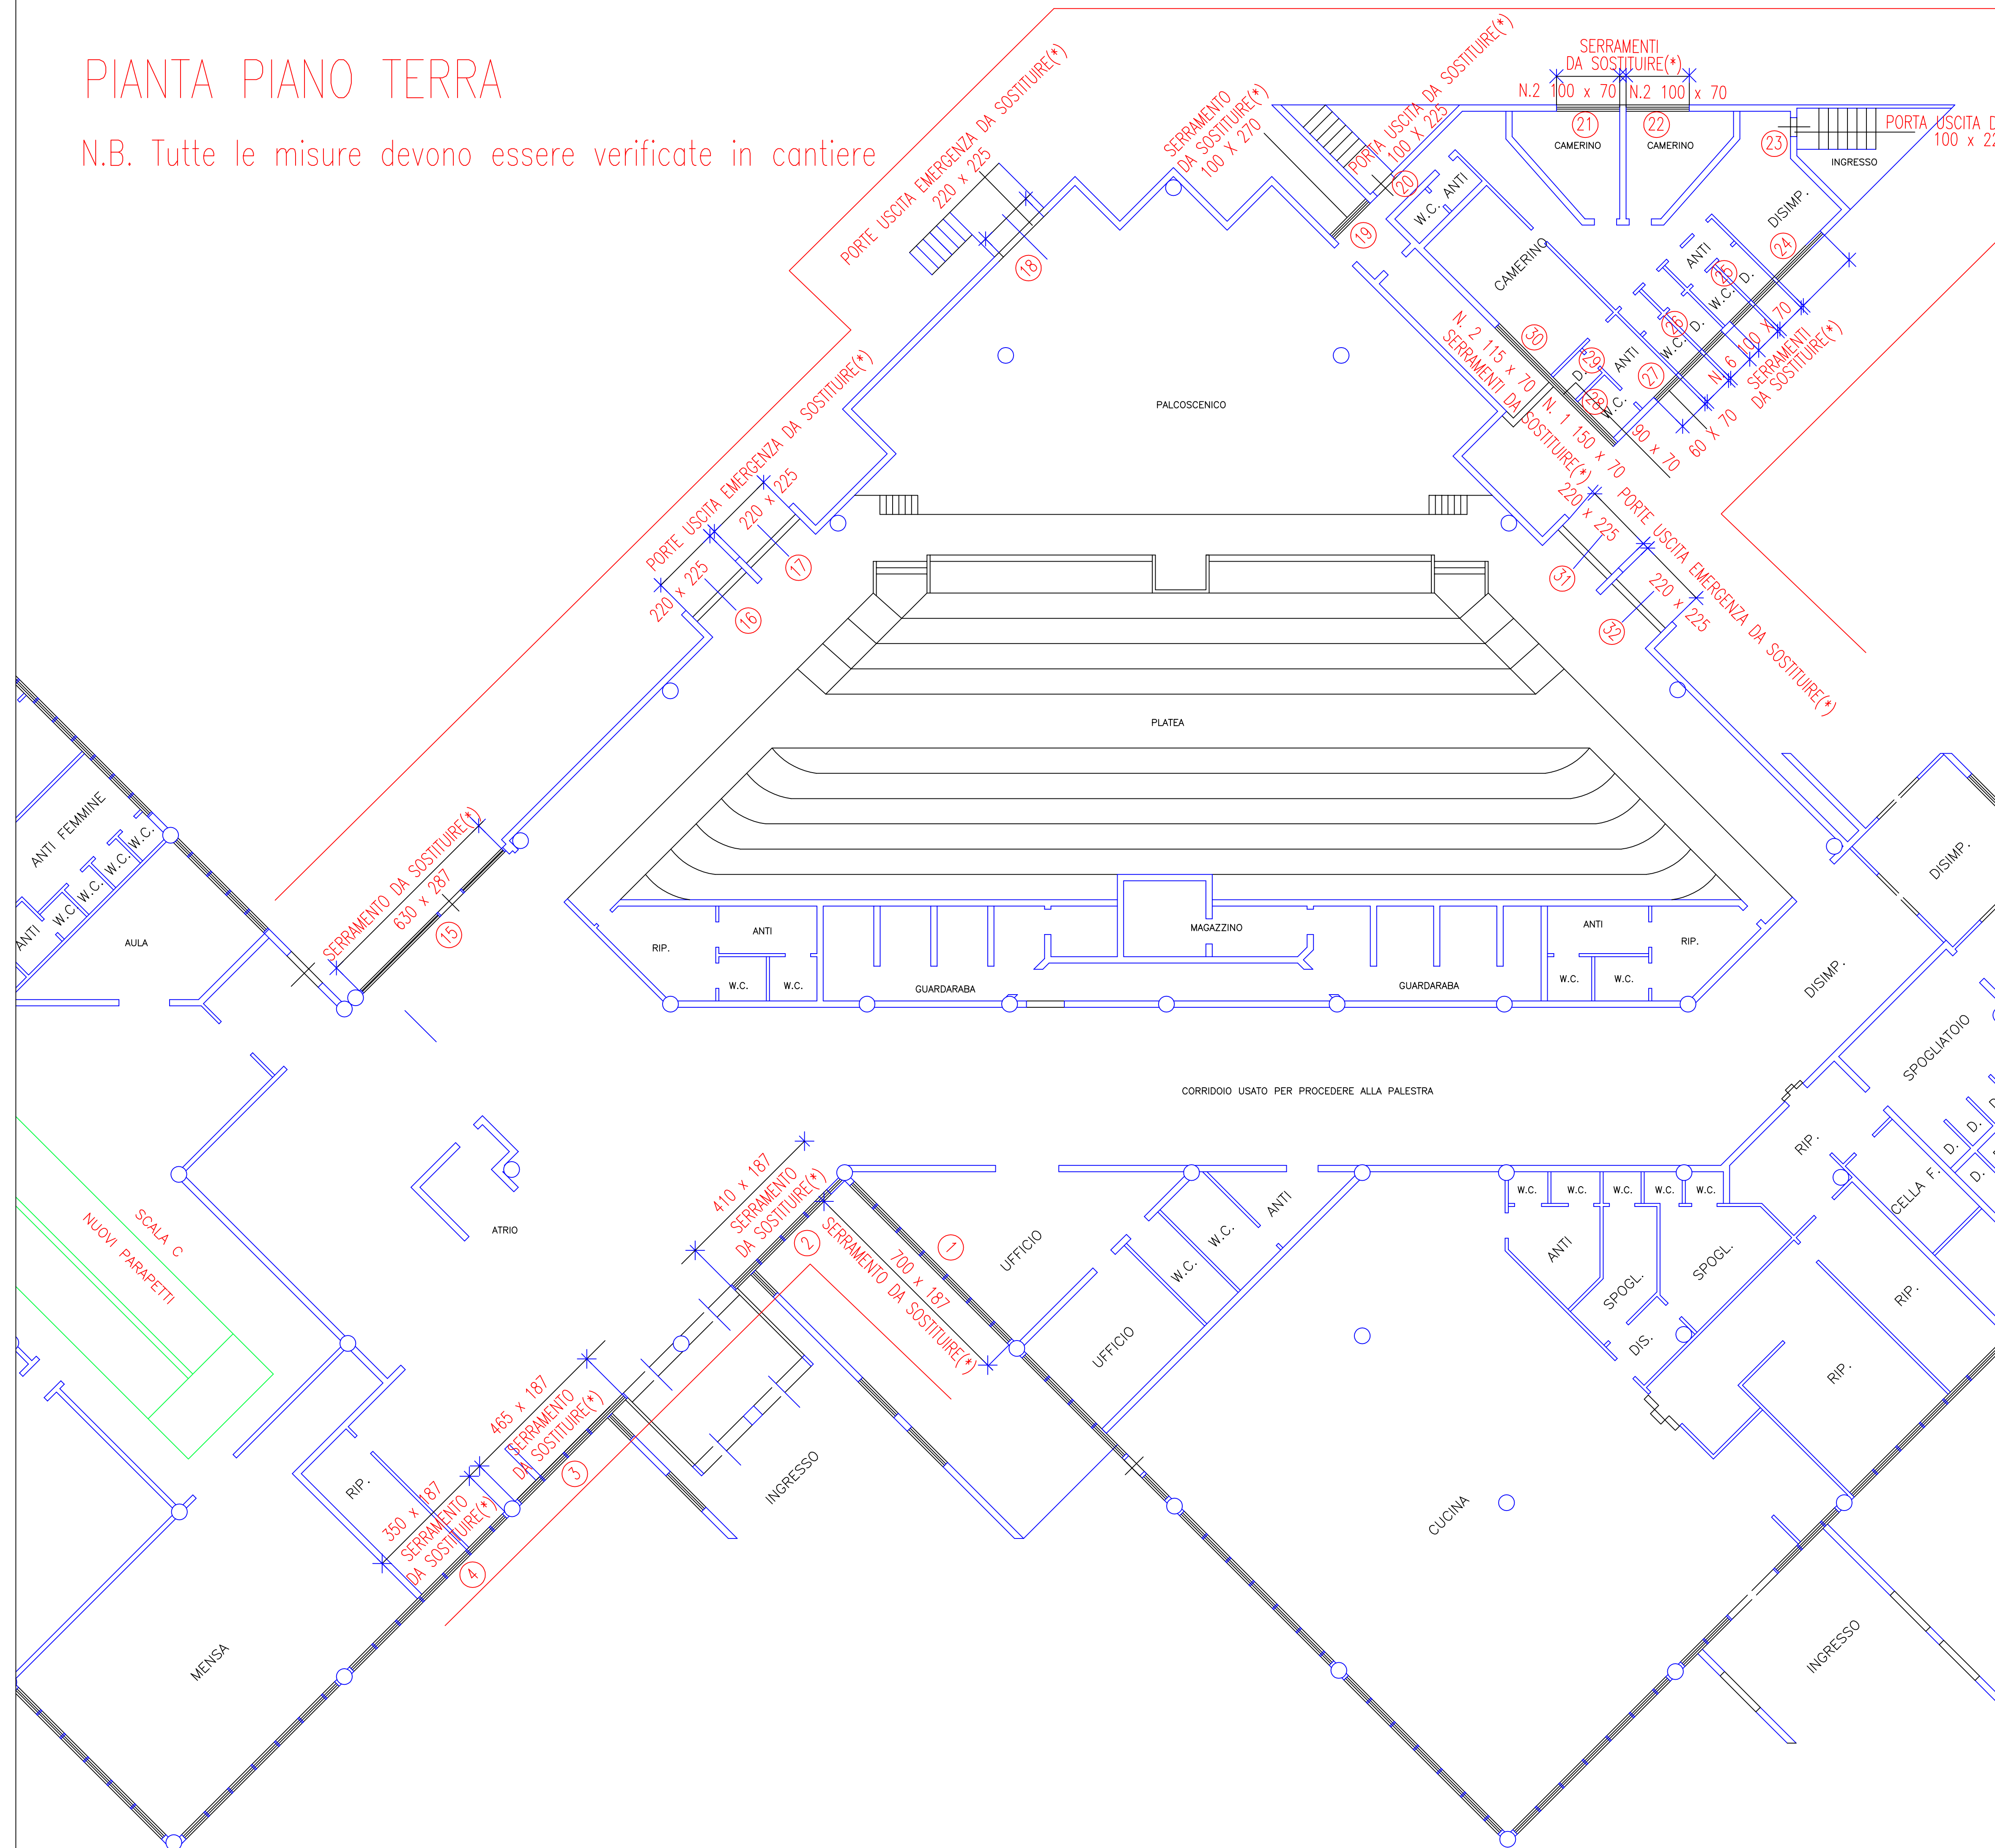 PIANTA PIANO TERRA
N.B. Tutte le misure devono essere verificate in cantiere
PORTE USCITA EMERGENZA DA SOSTITUIRE(*)
220 x 225
18
SERRAMENTO
DA SOSTITUIRE(*)
100 X 270
19
PORTA USCITA DA SOSTITUIRE(*)
100 X 225
20
SERRAMENTI
DA SOSTITUIRE(*)
N.2 100 x 70
N.2 100 x 70
21
22
CAMERINO
CAMERINO
23
PORTA USCITA D
100 x 22
INGRESSO
W.C.
ANTI
CAMERINO
DISIMP.
24
ANTI
25
D.
W.C.
26
D.
W.C.
ANTI
27
N. 6 100 x 70
SERRAMENTI
DA SOSTITUIRE(*)
60 X 70
90 x 70
30
29
D.
28
W.C.
N. 2 115 x 70
SERRAMENTI DA SOSTITUIRE(*)
N. 1 150 x 70
PALCOSCENICO
PORTE USCITA EMERGENZA DA SOSTITUIRE(*)
220 x 225
17
220 x 225
16
PORTE USCITA EMERGENZA DA SOSTITUIRE(*)
220 x 225
31
220 x 225
32
PLATEA
SERRAMENTO DA SOSTITUIRE(*)
630 x 287
15
ANTI FEMMINE
W.C.
W.C.
W.C.
W.C.
ANTI
AULA
RIP.
ANTI
W.C.
W.C.
GUARDARABA
MAGAZZINO
GUARDARABA
ANTI
W.C.
W.C.
RIP.
DISIMP.
DISIMP.
SPOGLIATOIO
CORRIDOIO USATO PER PROCEDERE ALLA PALESTRA
SCALA C
NUOVI PARAPETTI
ATRIO
410 x 187
SERRAMENTO
DA SOSTITUIRE(*)
2
1
700 x 187
SERRAMENTO DA SOSTITUIRE(*)
UFFICIO
ANTI
W.C.
W.C.
UFFICIO
W.C.
W.C.
W.C.
W.C.
W.C.
ANTI
SPOGL.
SPOGL.
DIS.
RIP.
CELLA F.
D.
D.
D.
RIP.
RIP.
465 x 187
SERRAMENTO
DA SOSTITUIRE(*)
3
350 x 187
SERRAMENTO
DA SOSTITUIRE(*)
4
RIP.
INGRESSO
CUCINA
MENSA
INGRESSO